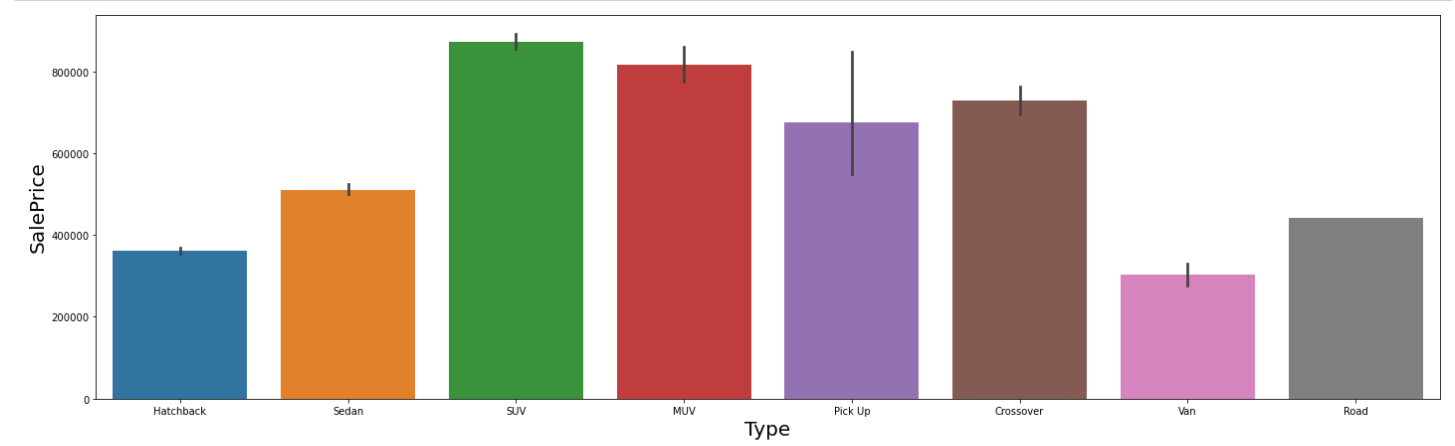 800000
600000
400000
200000
0
SalePrice
Hatchback Sedan SUV MUV Pick Up Crossover Van Road
Type